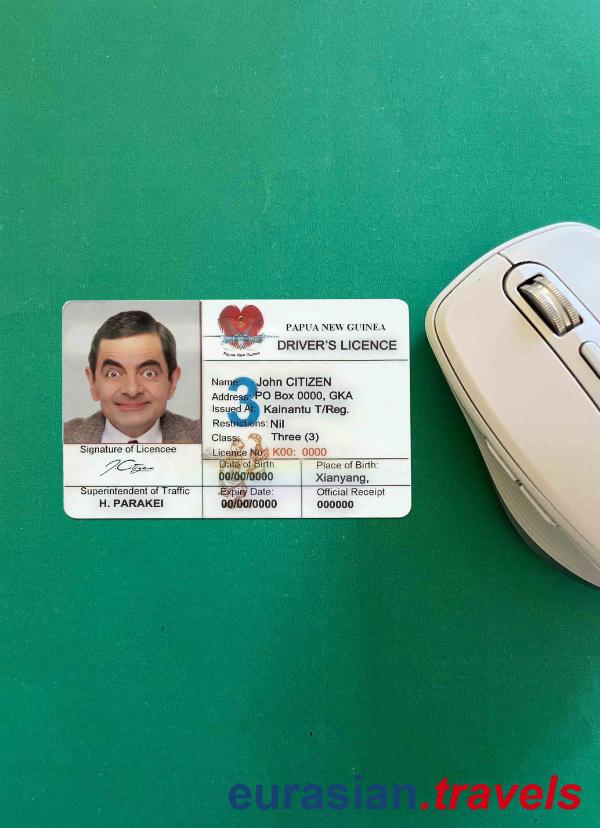 PAPUA NEW GUINEA
DRIVER'S LICENCE
Papua New Guinea
3
Name: John CITIZEN
Address: PO Box 0000, GKA
Issued At: Kainantu T/Reg.
Restrictions: Nil
Class: Three (3)
Licence No: K00: 0000
Signature of Licencee
J Citizen
Superintendent of Traffic
H. PARAKEI
Date of Birth
00/00/0000
Place of Birth:
Xianyang,
Expiry Date:
00/00/0000
Official Receipt
000000
eurasian.travels